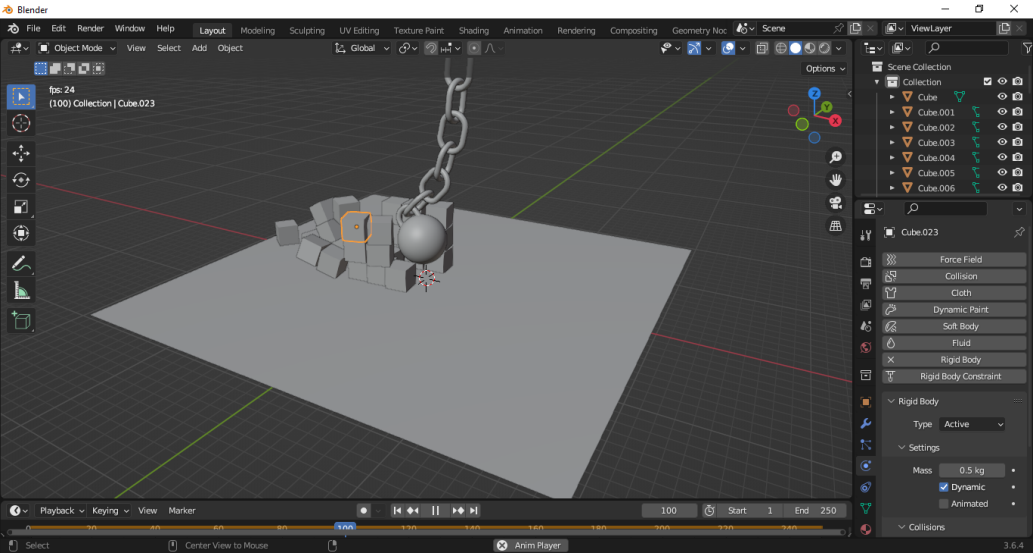 Blender
File Edit Render Window Help Layout Modeling Sculpting UV Editing Texture Paint Shading Animation Rendering Compositing Geometry Noc Scene ViewLayer
Object Mode View Select Add Object Global
Options
fps: 24
(100) Collection | Cube.023
Z
Y
X
Scene Collection
Collection
Cube
Cube.001
Cube.002
Cube.003
Cube.004
Cube.005
Cube.006
Cube.023
Force Field
Collision
Cloth
Dynamic Paint
Soft Body
Fluid
Rigid Body
Rigid Body Constraint
Rigid Body
Type Active
Settings
Mass 0.5 kg
Dynamic
Animated
Collisions
Playback Keying View Marker 100 Start 1 End 250
0 20 40 60 80 100 120 140 160 180 200 220 240
Select Center View to Mouse Anim Player 3.6.4